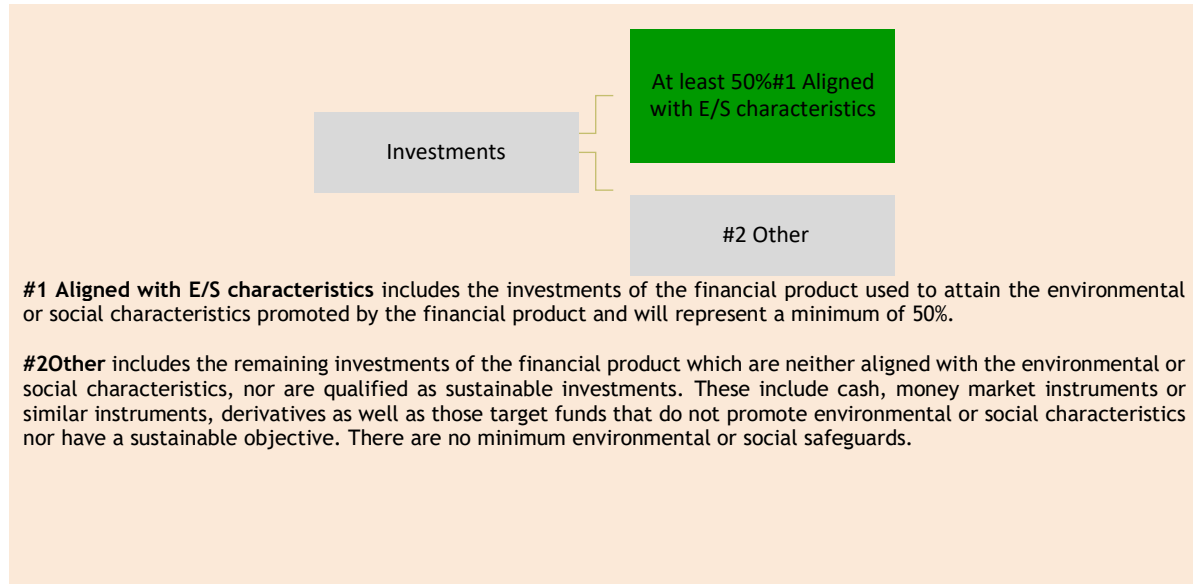 At least 50%#1 Aligned
with E/S characteristics
Investments
#2 Other
#1 Aligned with E/S characteristics includes the investments of the financial product used to attain the environmental
or social characteristics promoted by the financial product and will represent a minimum of 50%.
#2Other includes the remaining investments of the financial product which are neither aligned with the environmental or
social characteristics, nor are qualified as sustainable investments. These include cash, money market instruments or
similar instruments, derivatives as well as those target funds that do not promote environmental or social characteristics
nor have a sustainable objective. There are no minimum environmental or social safeguards.